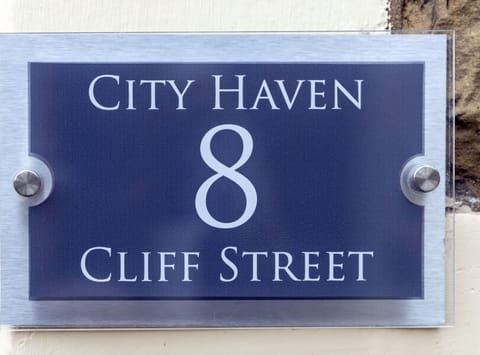 City Haven
8
Cliff Street